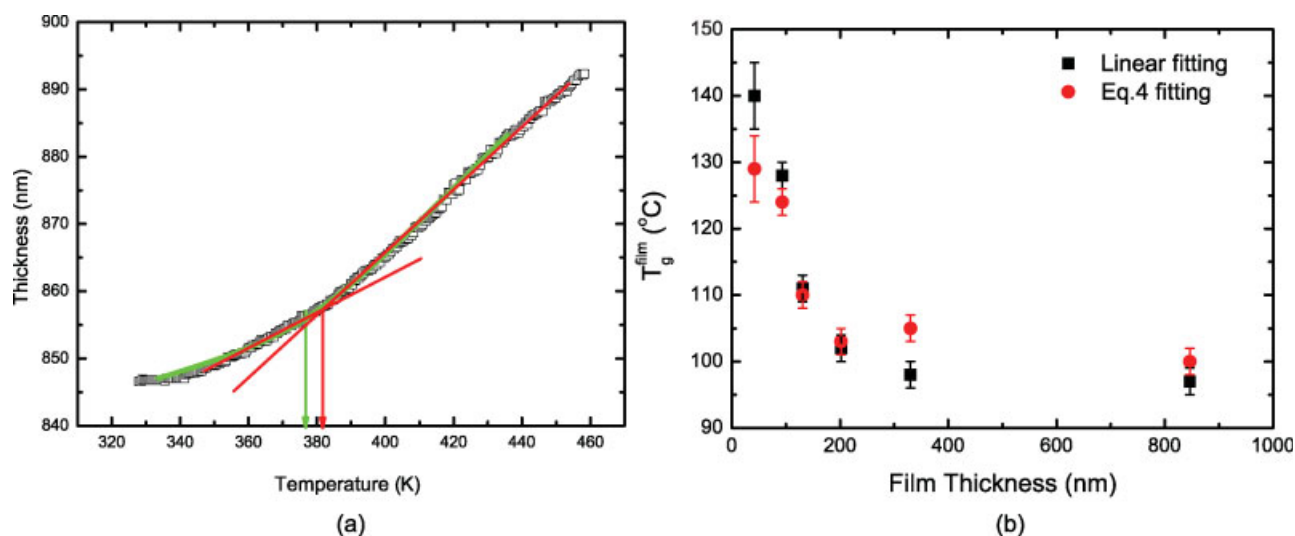 900
890
880
870
860
850
840
Thickness (nm)
320 340 360 380 400 420 440 460
Temperature (K)
(a)
150
140
130
120
110
100
90
T_g^film (°C)
Linear fitting
Eq.4 fitting
0 200 400 600 800 1000
Film Thickness (nm)
(b)